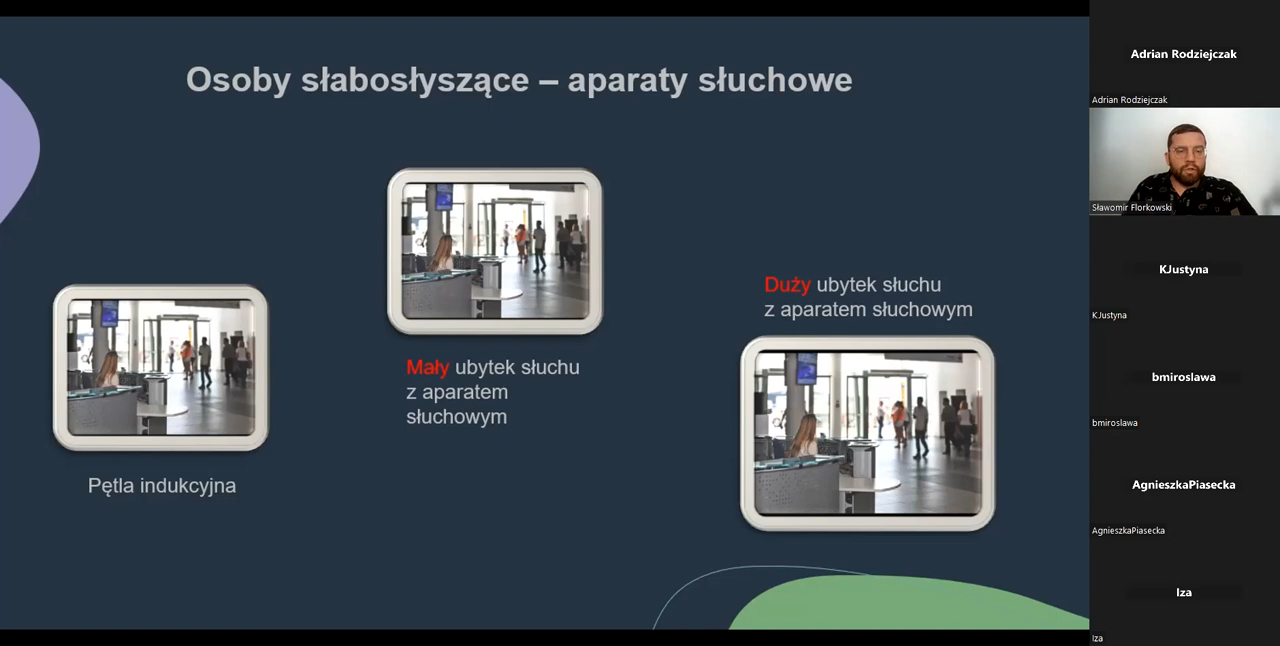 Osoby słabosłyszące – aparaty słuchowe
Mały ubytek słuchu
z aparatem
słuchowym
Duży ubytek słuchu
z aparatem słuchowym
Pętla indukcyjna
Adrian Rodziejczak
Adrian Rodziejczak
Sławomir Florkowski
KJustyna
KJustyna
bmiroslawa
bmiroslawa
AgnieszkaPiasecka
AgnieszkaPiasecka
Iza
Iza